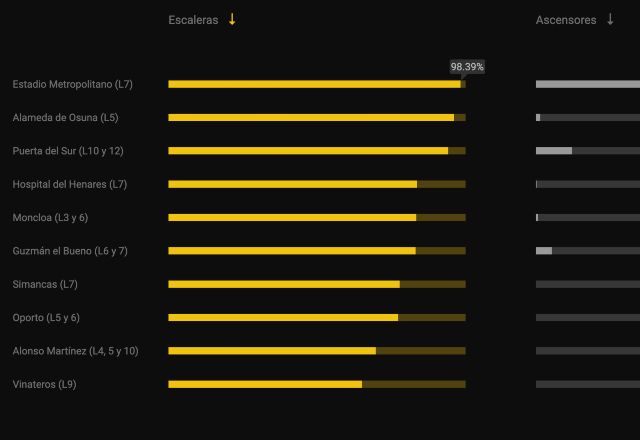 Escaleras ↓ Ascensores ↓
98.39%
Estadio Metropolitano (L7)
Alameda de Osuna (L5)
Puerta del Sur (L10 y 12)
Hospital del Henares (L7)
Moncloa (L3 y 6)
Guzmán el Bueno (L6 y 7)
Simancas (L7)
Oporto (L5 y 6)
Alonso Martínez (L4, 5 y 10)
Vinateros (L9)